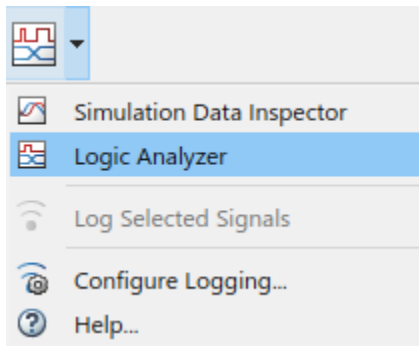 Simulation Data Inspector
Logic Analyzer
Log Selected Signals
Configure Logging...
Help...